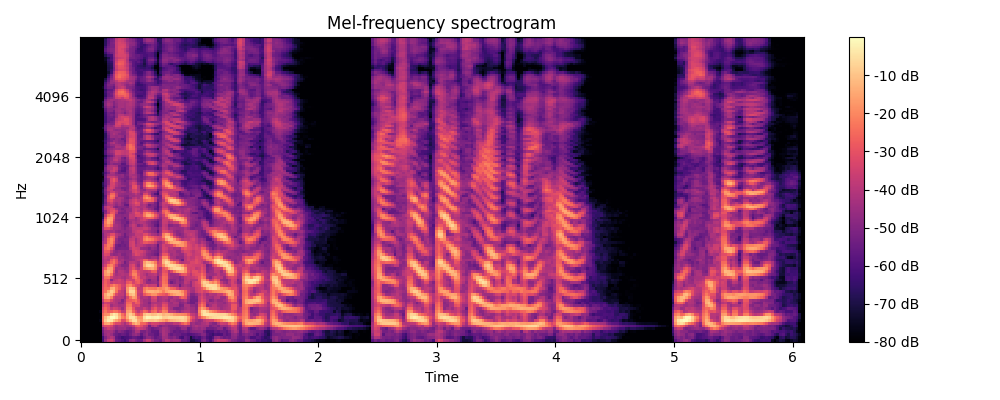 Mel-frequency spectrogram
Hz
4096
2048
1024
512
0
0 1 2 3 4 5 6
Time
-10 dB
-20 dB
-30 dB
-40 dB
-50 dB
-60 dB
-70 dB
-80 dB